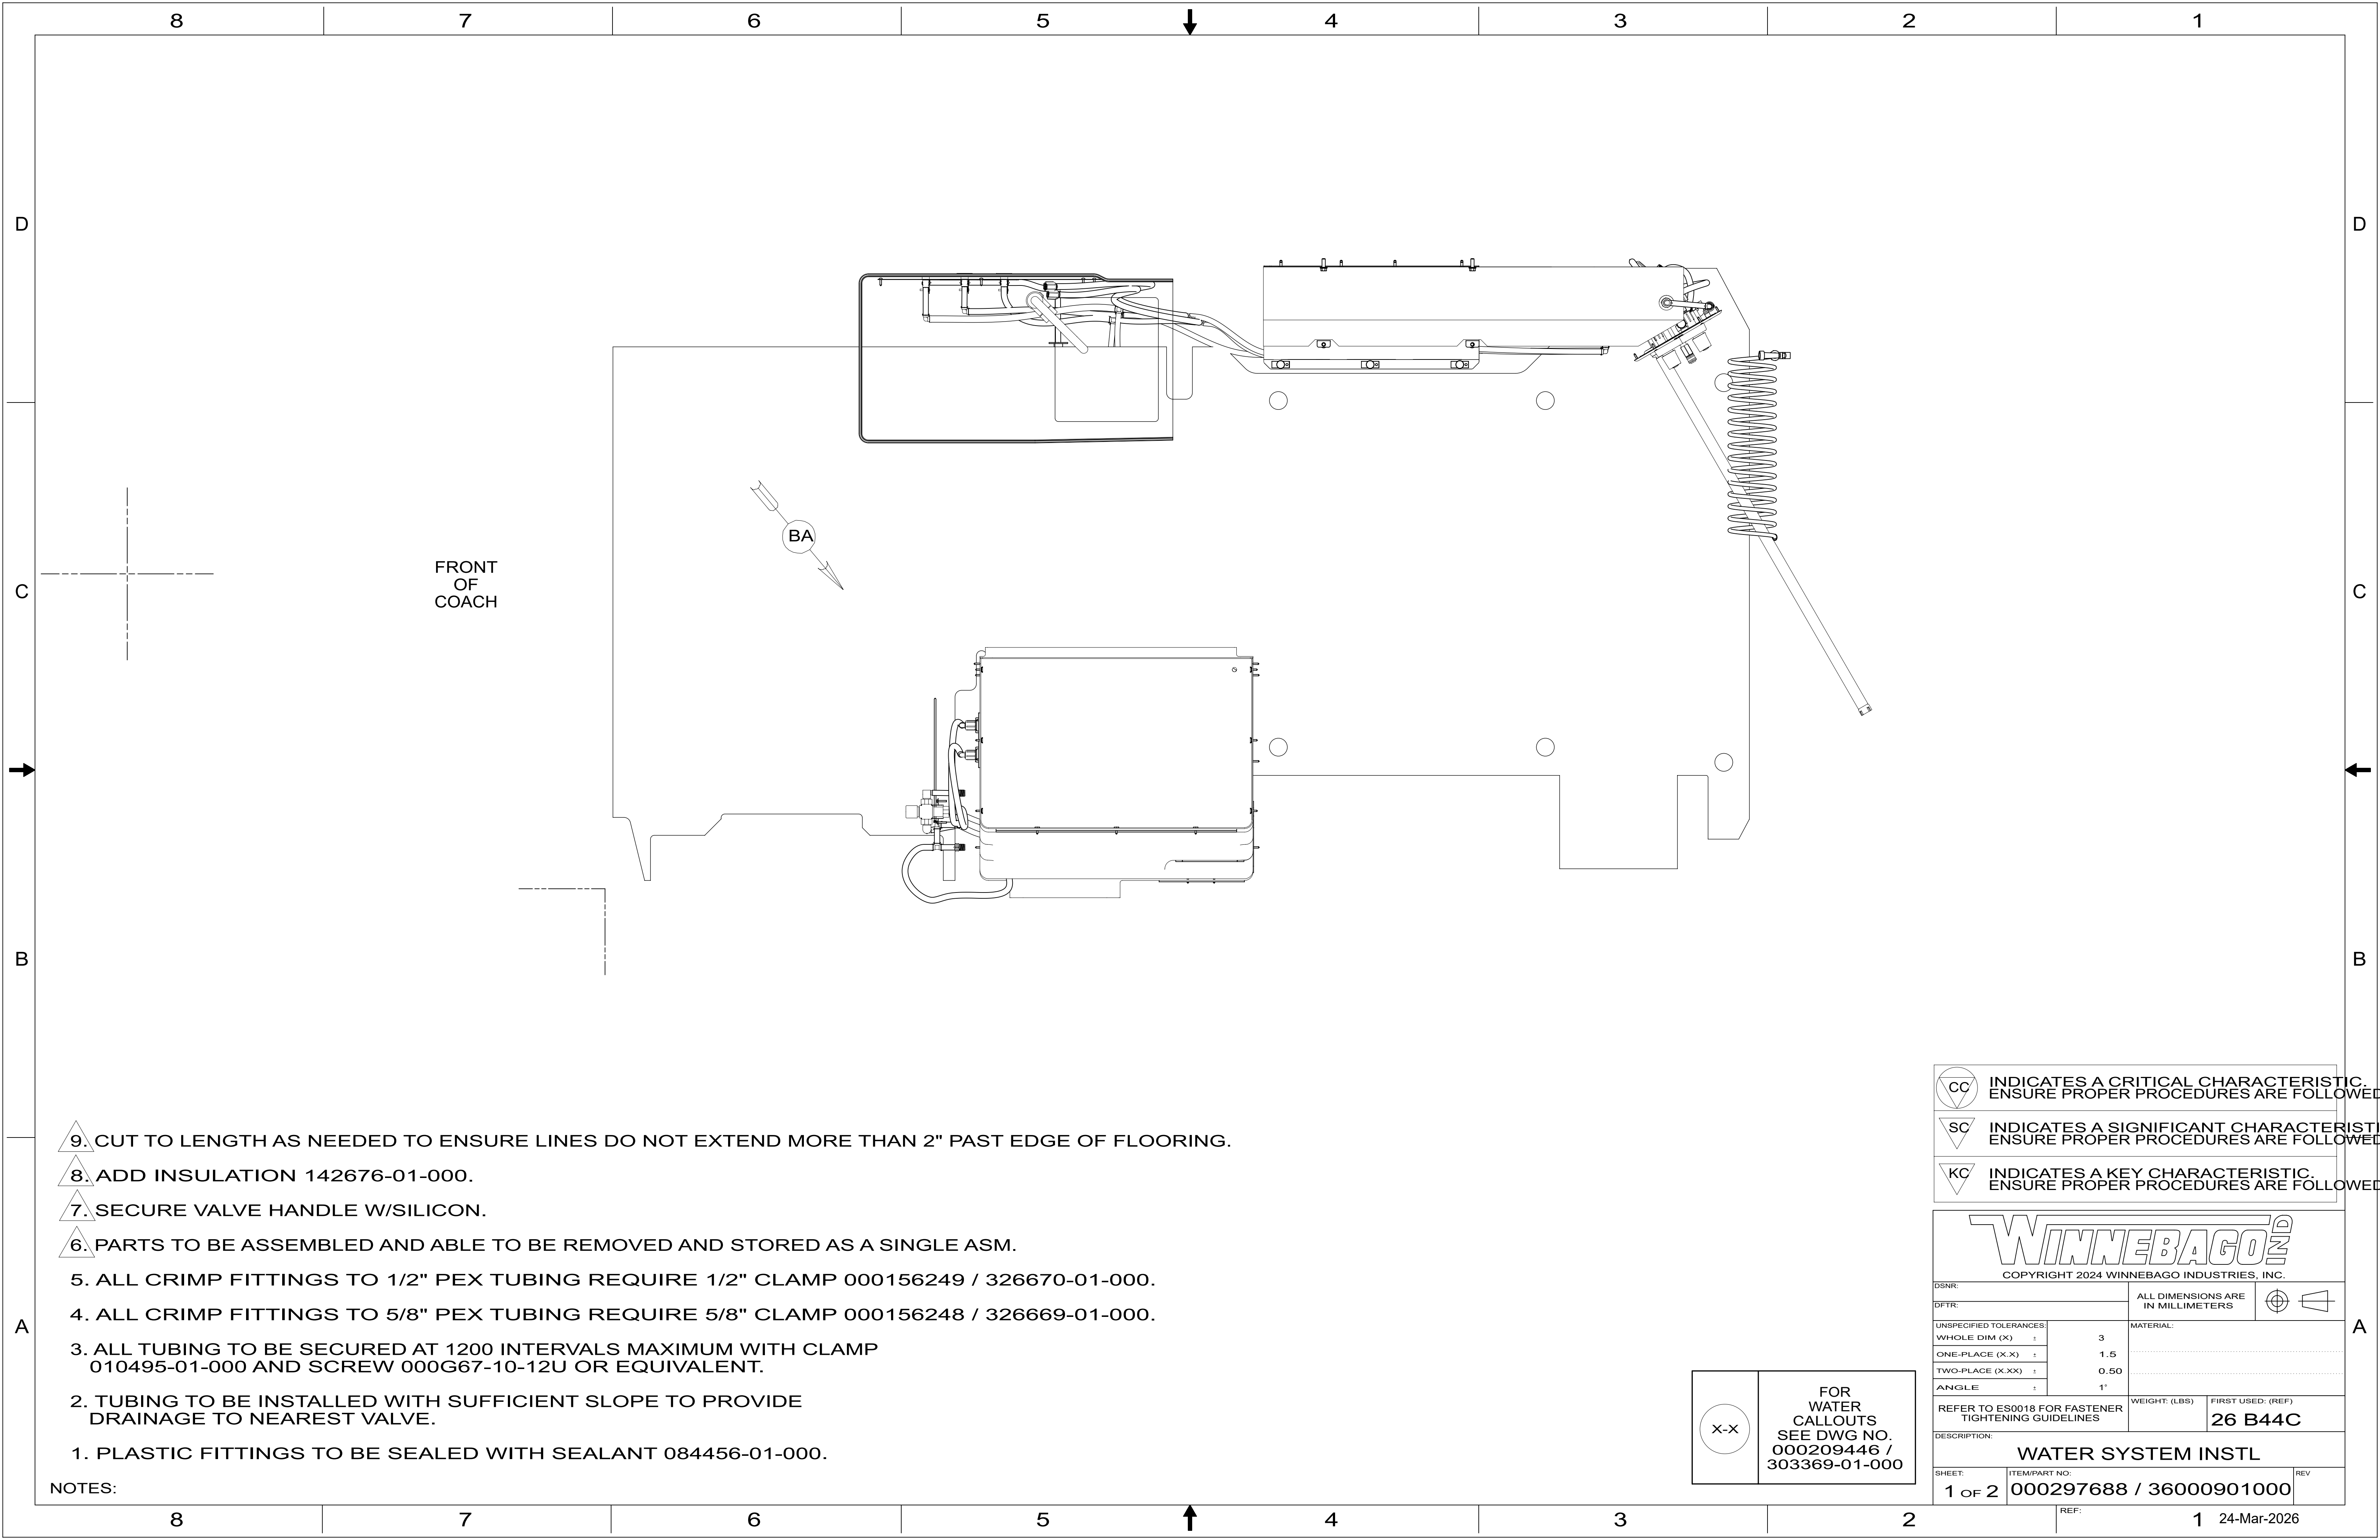 8 7 6 5 4 3 2 1
D D
BA
FRONT
OF
COACH
C C
B B
CC INDICATES A CRITICAL CHARACTERISTIC.
ENSURE PROPER PROCEDURES ARE FOLLOWED
SC INDICATES A SIGNIFICANT CHARACTERISTI
ENSURE PROPER PROCEDURES ARE FOLLOWED
KC INDICATES A KEY CHARACTERISTIC.
ENSURE PROPER PROCEDURES ARE FOLLOWED
9. CUT TO LENGTH AS NEEDED TO ENSURE LINES DO NOT EXTEND MORE THAN 2" PAST EDGE OF FLOORING.
8. ADD INSULATION 142676-01-000.
7. SECURE VALVE HANDLE W/SILICON.
6. PARTS TO BE ASSEMBLED AND ABLE TO BE REMOVED AND STORED AS A SINGLE ASM.
5. ALL CRIMP FITTINGS TO 1/2" PEX TUBING REQUIRE 1/2" CLAMP 000156249 / 326670-01-000.
4. ALL CRIMP FITTINGS TO 5/8" PEX TUBING REQUIRE 5/8" CLAMP 000156248 / 326669-01-000.
3. ALL TUBING TO BE SECURED AT 1200 INTERVALS MAXIMUM WITH CLAMP
010495-01-000 AND SCREW 000G67-10-12U OR EQUIVALENT.
2. TUBING TO BE INSTALLED WITH SUFFICIENT SLOPE TO PROVIDE
DRAINAGE TO NEAREST VALVE.
1. PLASTIC FITTINGS TO BE SEALED WITH SEALANT 084456-01-000.
NOTES:
A A
X-X
FOR
WATER
CALLOUTS
SEE DWG NO.
000209446 /
303369-01-000
WINNEBAGO IND
COPYRIGHT 2024 WINNEBAGO INDUSTRIES, INC.
DSNR:
DFTR:
ALL DIMENSIONS ARE
IN MILLIMETERS
UNSPECIFIED TOLERANCES:
WHOLE DIM (X) ± 3
ONE-PLACE (X.X) ± 1.5
TWO-PLACE (X.XX) ± 0.50
ANGLE ± 1°
MATERIAL:
REFER TO ES0018 FOR FASTENER
TIGHTENING GUIDELINES
WEIGHT: (LBS)
FIRST USED: (REF)
26 B44C
DESCRIPTION:
WATER SYSTEM INSTL
SHEET:
1 OF 2
ITEM/PART NO:
000297688 / 36000901000
REV
REF:
8 7 6 5 4 3 2 1
24-Mar-2026